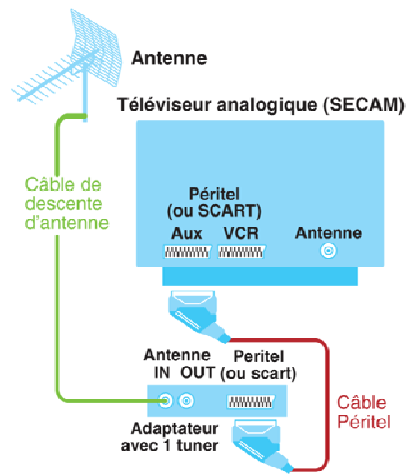 Antenne
Téléviseur analogique (SECAM)
Câble de
descente
d'antenne
Péritel
(ou SCART)
Aux VCR Antenne
Antenne Peritel
IN OUT (ou scart)
Câble
Péritel
Adaptateur
avec 1 tuner